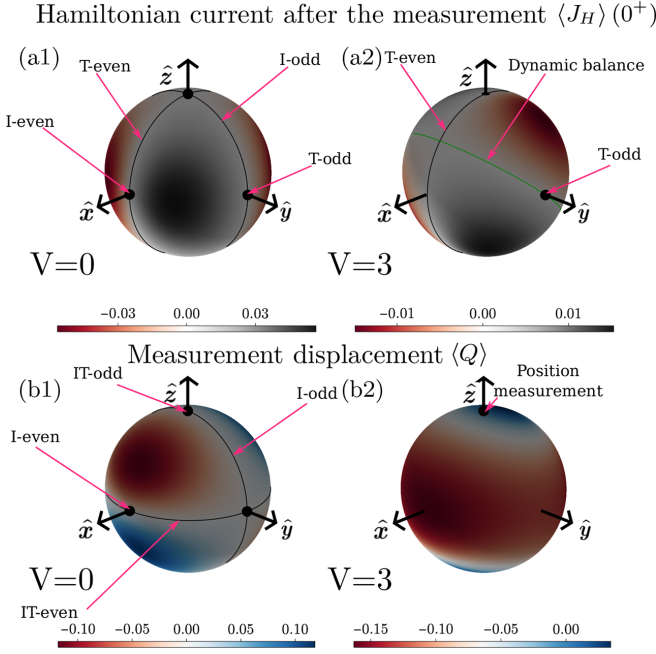 Hamiltonian current after the measurement ⟨J_H⟩ (0⁺)
(a1)
T-even
ẑ
I-odd
I-even
T-odd
x̂
ŷ
V=0
−0.03 0.00 0.03
(a2)
T-even
ẑ
Dynamic balance
T-odd
x̂
ŷ
V=3
−0.01 0.00 0.01
Measurement displacement ⟨Q⟩
(b1)
IT-odd
ẑ
I-odd
I-even
x̂
ŷ
V=0
IT-even
−0.10 −0.05 0.00 0.05 0.10
(b2)
Position
measurement
ẑ
x̂
ŷ
V=3
−0.15 −0.10 −0.05 0.00